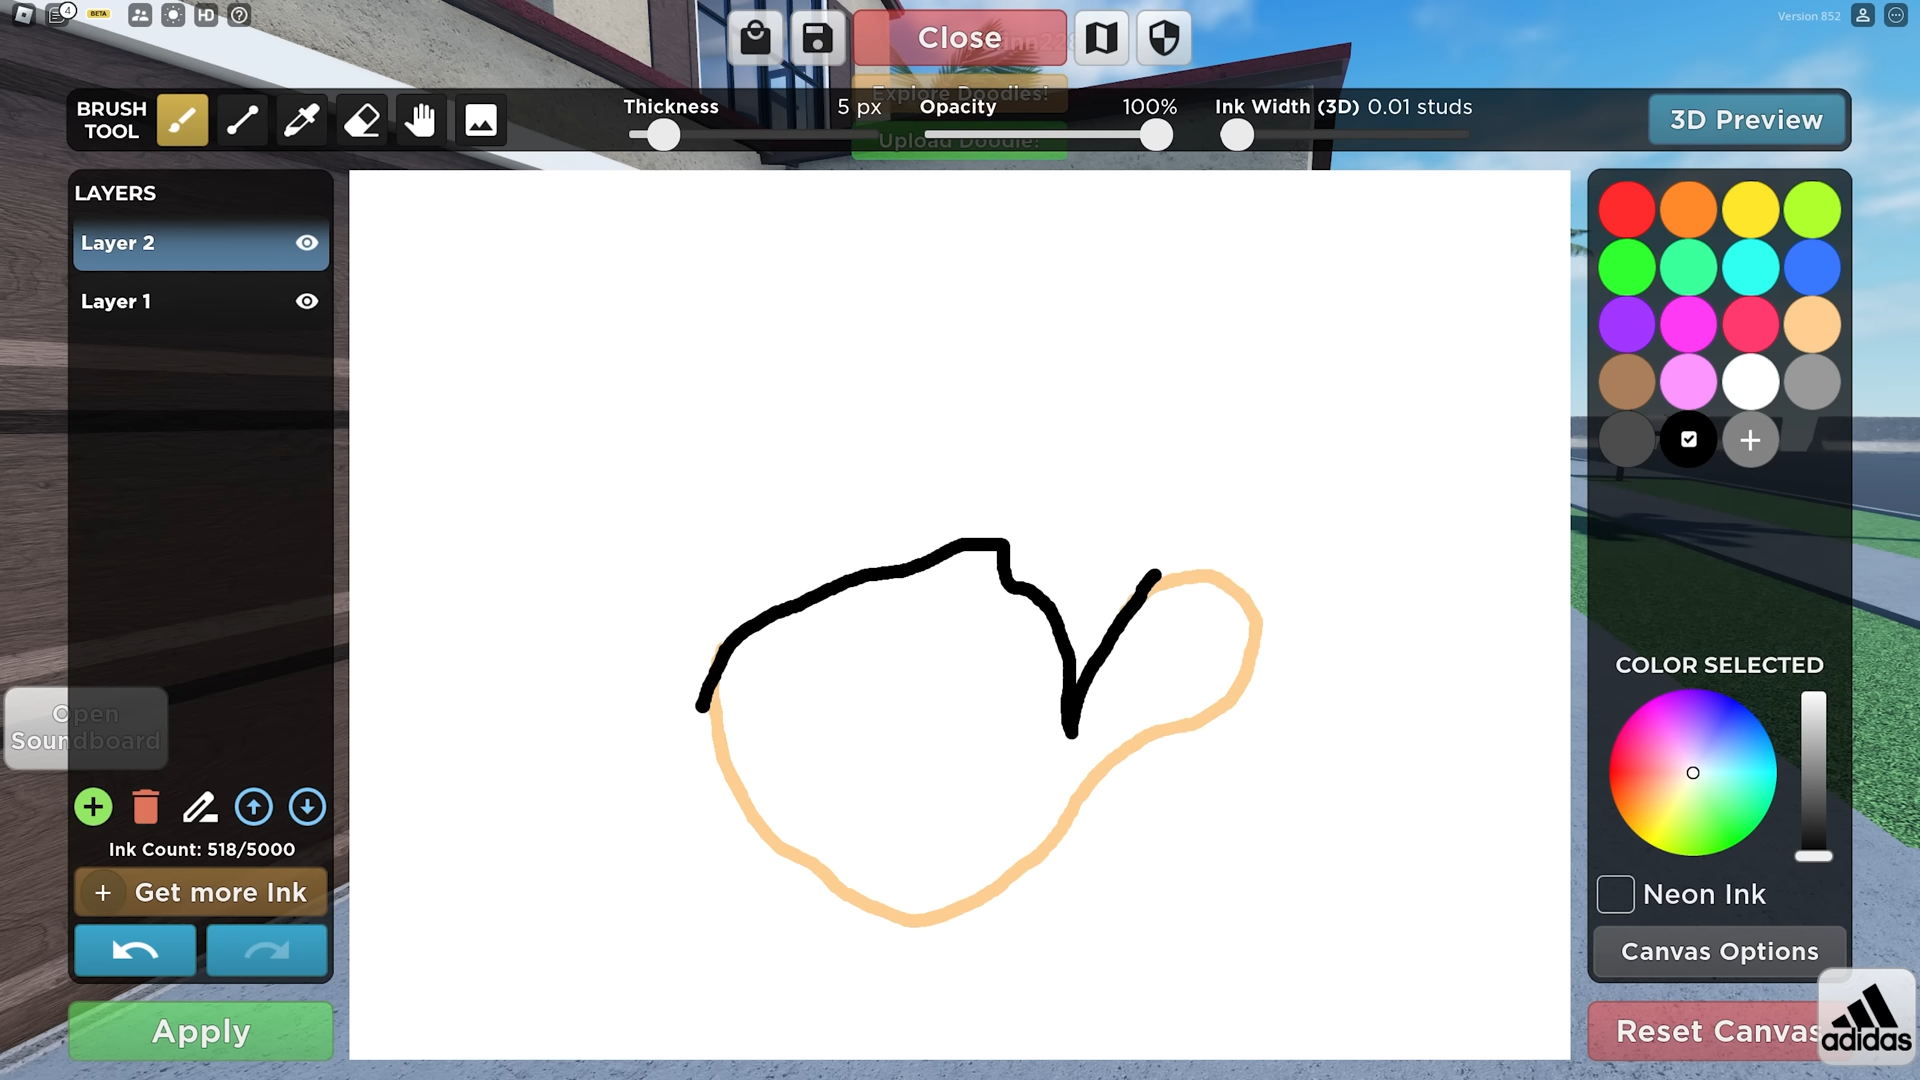 4
BETA
HD
Version 852
Close
Explore Doodles!
Upload Doodle!
BRUSH
TOOL
Thickness 5 px
Opacity 100%
Ink Width (3D) 0.01 studs
3D Preview
LAYERS
Layer 2
Layer 1
Open
Soundboard
Ink Count: 518/5000
+ Get more Ink
Apply
COLOR SELECTED
Neon Ink
Canvas Options
Reset Canvas
adidas